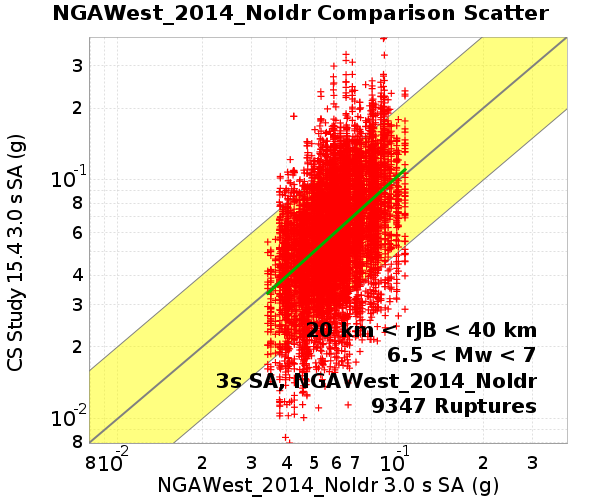 NGAWest_2014_NoIdr Comparison Scatter
CS Study 15.4 3.0 s SA (g)
3
2
10-1
8
6
4
3
2
10-2
8
20 km < rJB < 40 km
6.5 < Mw < 7
3s SA, NGAWest_2014_NoIdr
9347 Ruptures
8 10-2 2 3 4 5 6 7 10-1 2 3
NGAWest_2014_NoIdr 3.0 s SA (g)